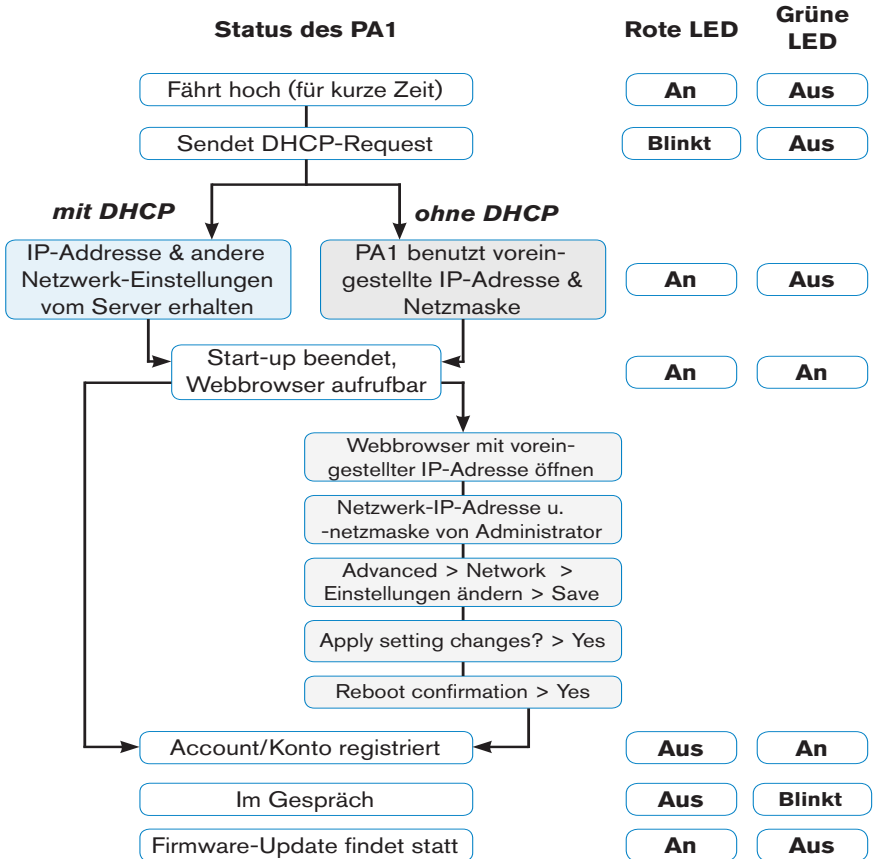 Status des PA1
Rote LED
Grüne
LED
Fährt hoch (für kurze Zeit)
An
Aus
Sendet DHCP-Request
Blinkt
Aus
mit DHCP
ohne DHCP
IP-Addresse & andere
Netzwerk-Einstellungen
vom Server erhalten
PA1 benutzt vorein-
gestellte IP-Adresse &
Netzmaske
An
Aus
Start-up beendet,
Webbrowser aufrufbar
An
An
Webbrowser mit vorein-
gestellter IP-Adresse öffnen
Netzwerk-IP-Adresse u.
-netzmaske von Administrator
Advanced > Network >
Einstellungen ändern > Save
Apply setting changes? > Yes
Reboot confirmation > Yes
Account/Konto registriert
Aus
An
Im Gespräch
Aus
Blinkt
Firmware-Update findet statt
An
Aus